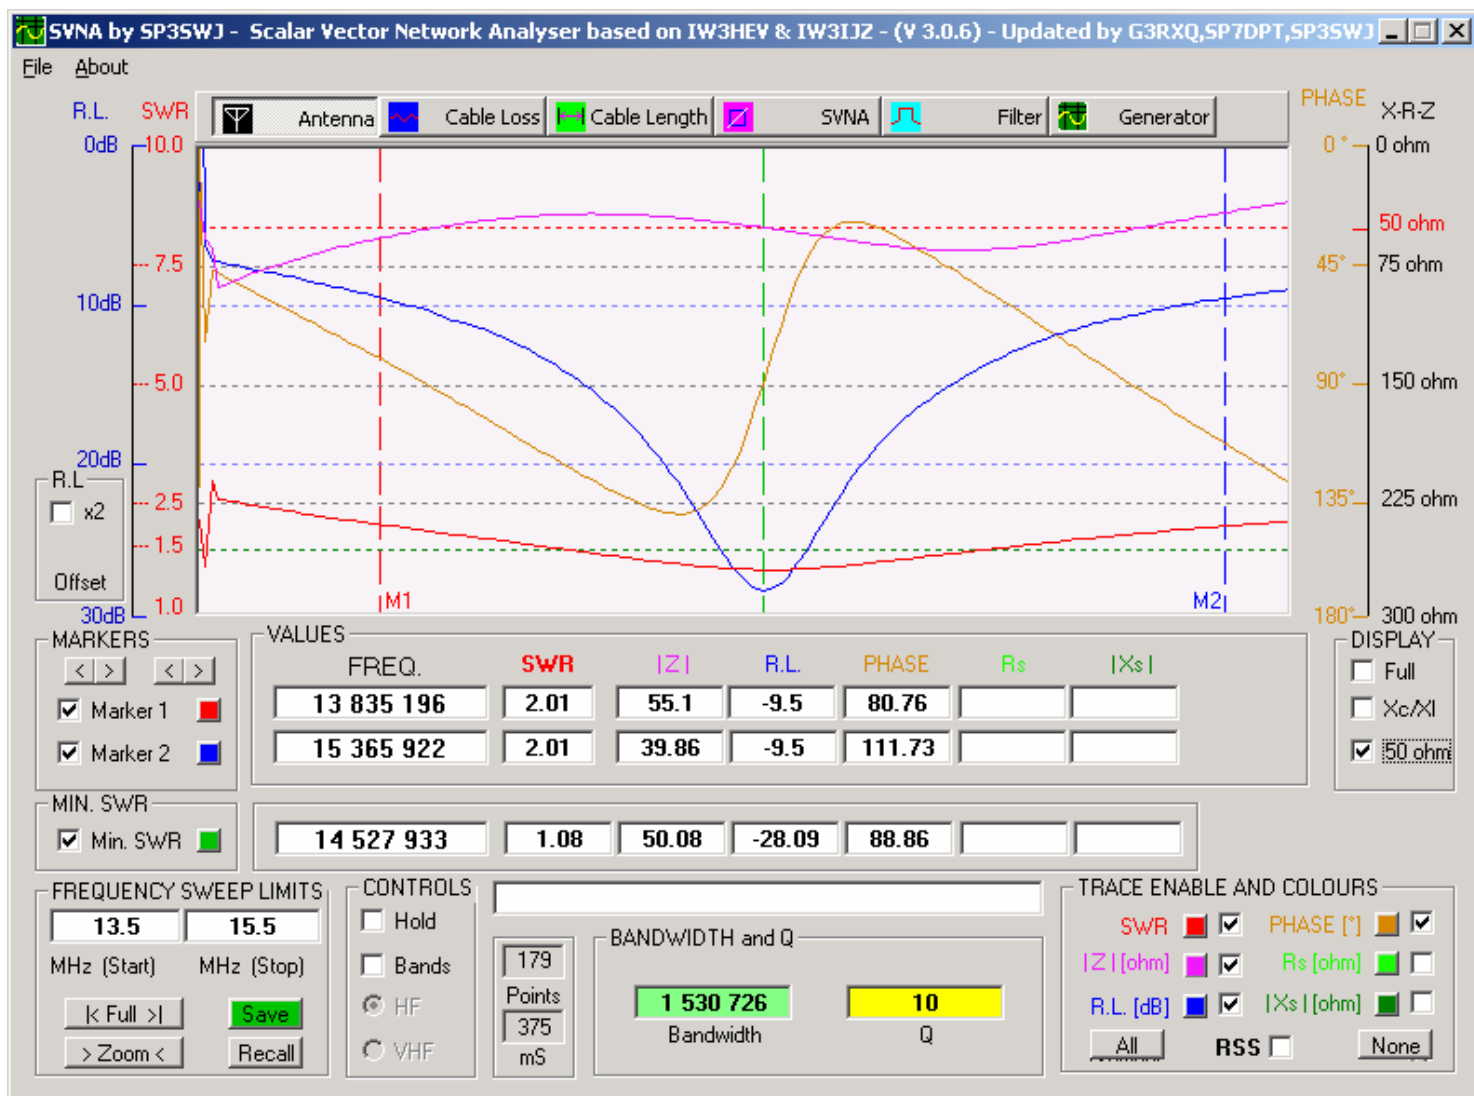 SVNA by SP3SWJ - Scalar Vector Network Analyser based on IW3HEV & IW3IJZ - (V 3.0.6) - Updated by G3RXQ,SP7DPT,SP3SWJ
File About
R.L. SWR Antenna Cable Loss Cable Length SVNA Filter Generator PHASE X-R-Z
0dB 10.0 0 ° 0 ohm
50 ohm
--- 7.5 45° 75 ohm
10dB
--- 5.0 90° 150 ohm
20dB
R.L
x2
--- 2.5 135° 225 ohm
--- 1.5
Offset
30dB 1.0 M1 M2 180° 300 ohm
MARKERS VALUES DISPLAY
FREQ. SWR |Z| R.L. PHASE Rs |Xs| Full
< > < >
Marker 1 13 835 196 2.01 55.1 -9.5 80.76 Xc/Xl
Marker 2 15 365 922 2.01 39.86 -9.5 111.73 50 ohm
MIN. SWR
Min. SWR 14 527 933 1.08 50.08 -28.09 88.86
FREQUENCY SWEEP LIMITS CONTROLS TRACE ENABLE AND COLOURS
13.5 15.5 Hold SWR PHASE [°]
MHz (Start) MHz (Stop) Bands 179 BANDWIDTH and Q |Z| [ohm] Rs [ohm]
|< Full >| Save HF Points 1 530 726 10 R.L. [dB] |Xs| [ohm]
> Zoom < Recall VHF 375 Bandwidth Q All RSS None
mS